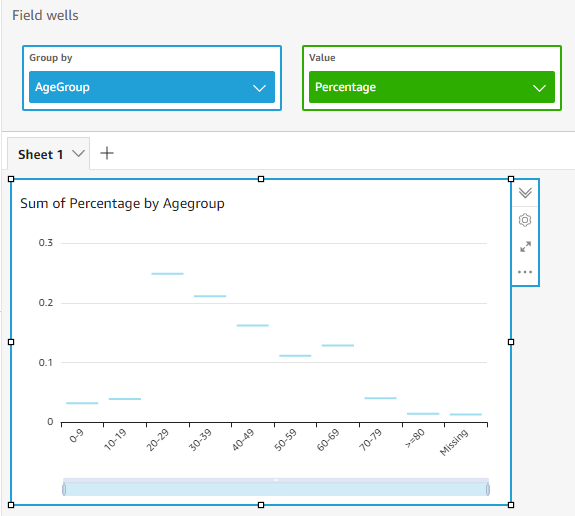 Field wells
Group by
AgeGroup
Value
Percentage
Sheet 1
Sum of Percentage by Agegroup
0.3
0.2
0.1
0
0-9
10-19
20-29
30-39
40-49
50-59
60-69
70-79
>=80
Missing